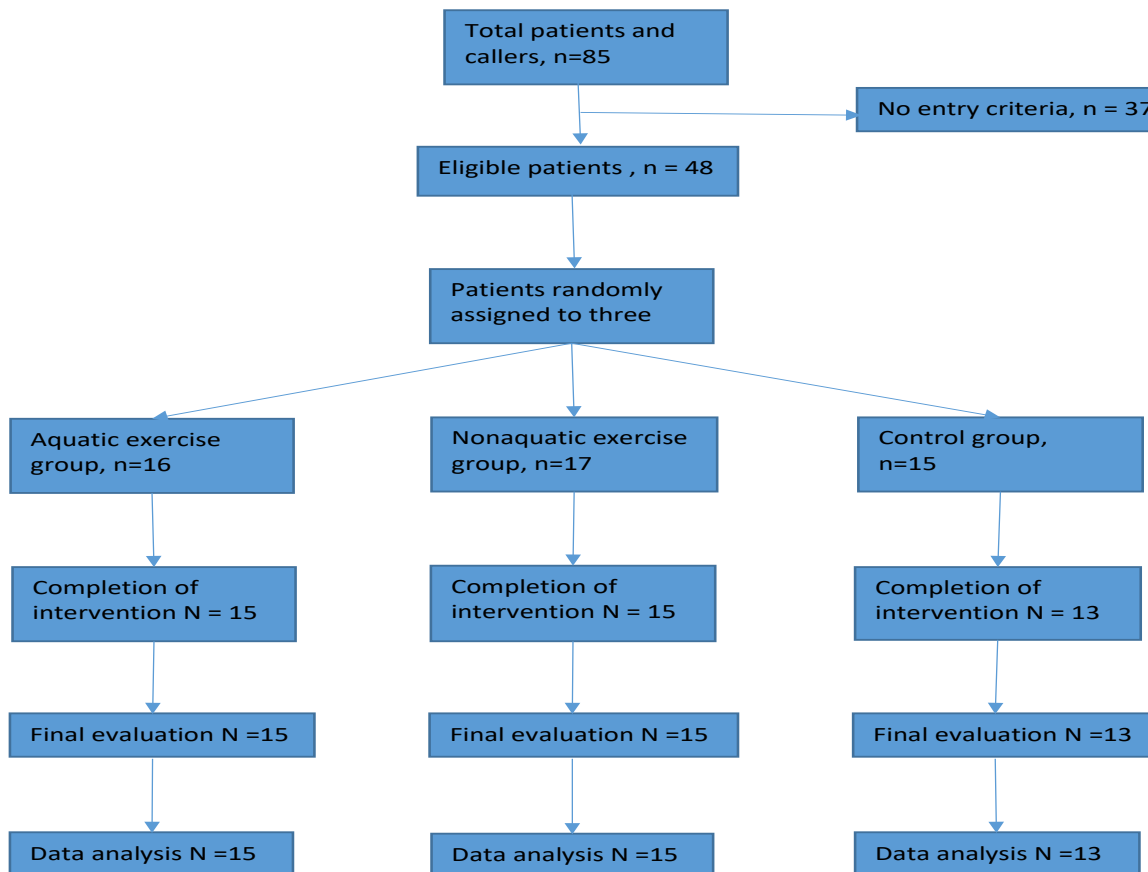 Total patients and
callers, n=85
No entry criteria, n = 37
Eligible patients , n = 48
Patients randomly
assigned to three
Aquatic exercise
group, n=16
Nonaquatic exercise
group, n=17
Control group,
n=15
Completion of
intervention N = 15
Completion of
intervention N = 15
Completion of
intervention N = 13
Final evaluation N =15
Final evaluation N =15
Final evaluation N =13
Data analysis N =15
Data analysis N =15
Data analysis N =13